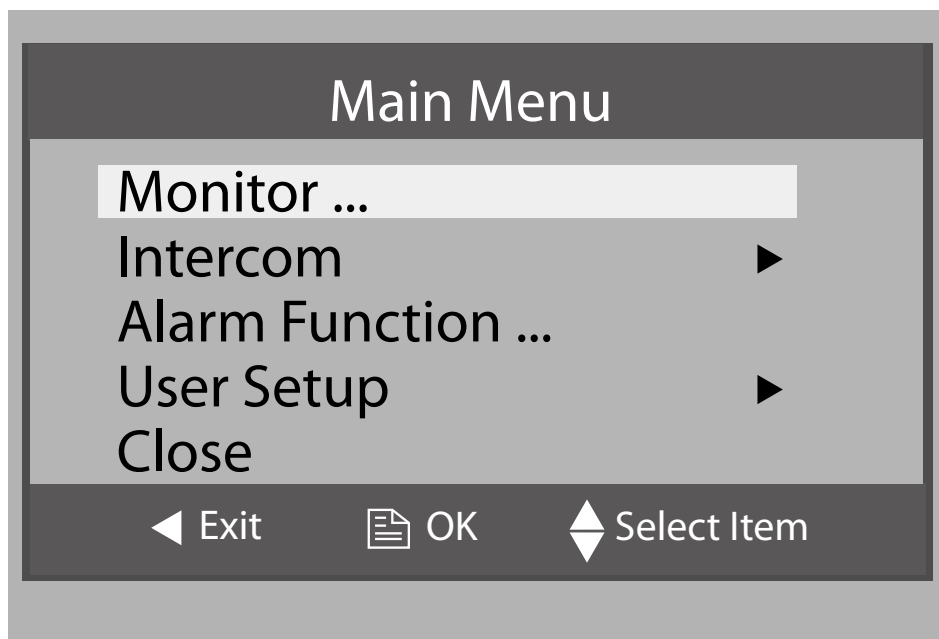 Main Menu
Monitor ...
Intercom
Alarm Function ...
User Setup
Close
Exit OK Select Item